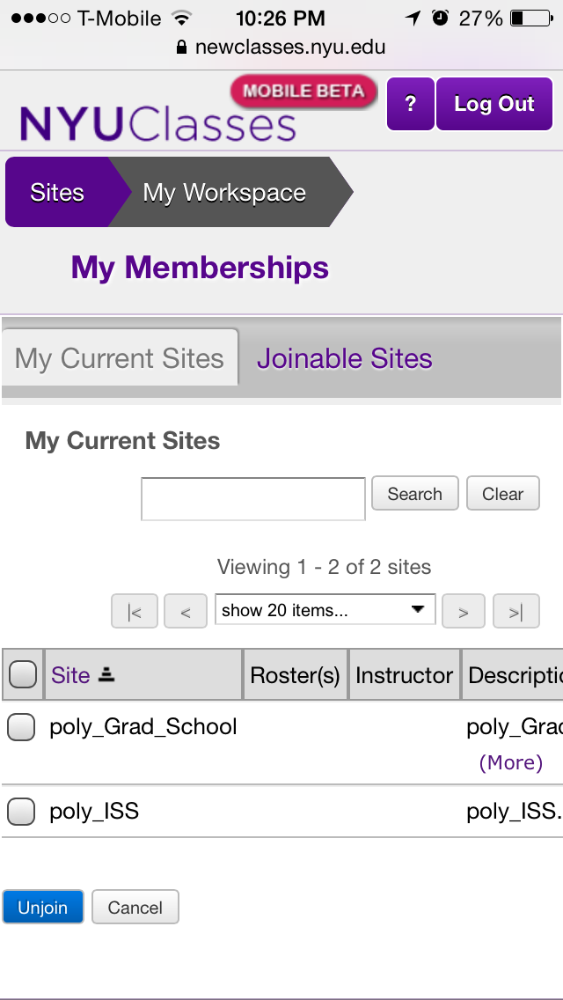 T-Mobile 10:26 PM 27%
newclasses.nyu.edu
MOBILE BETA
NYUClasses
? Log Out
Sites My Workspace
My Memberships
My Current Sites Joinable Sites
My Current Sites
Search Clear
Viewing 1 - 2 of 2 sites
|< < show 20 items... > >|
Site Roster(s) Instructor Descriptio
poly_Grad_School poly_Grac
(More)
poly_ISS poly_ISS.
Unjoin Cancel